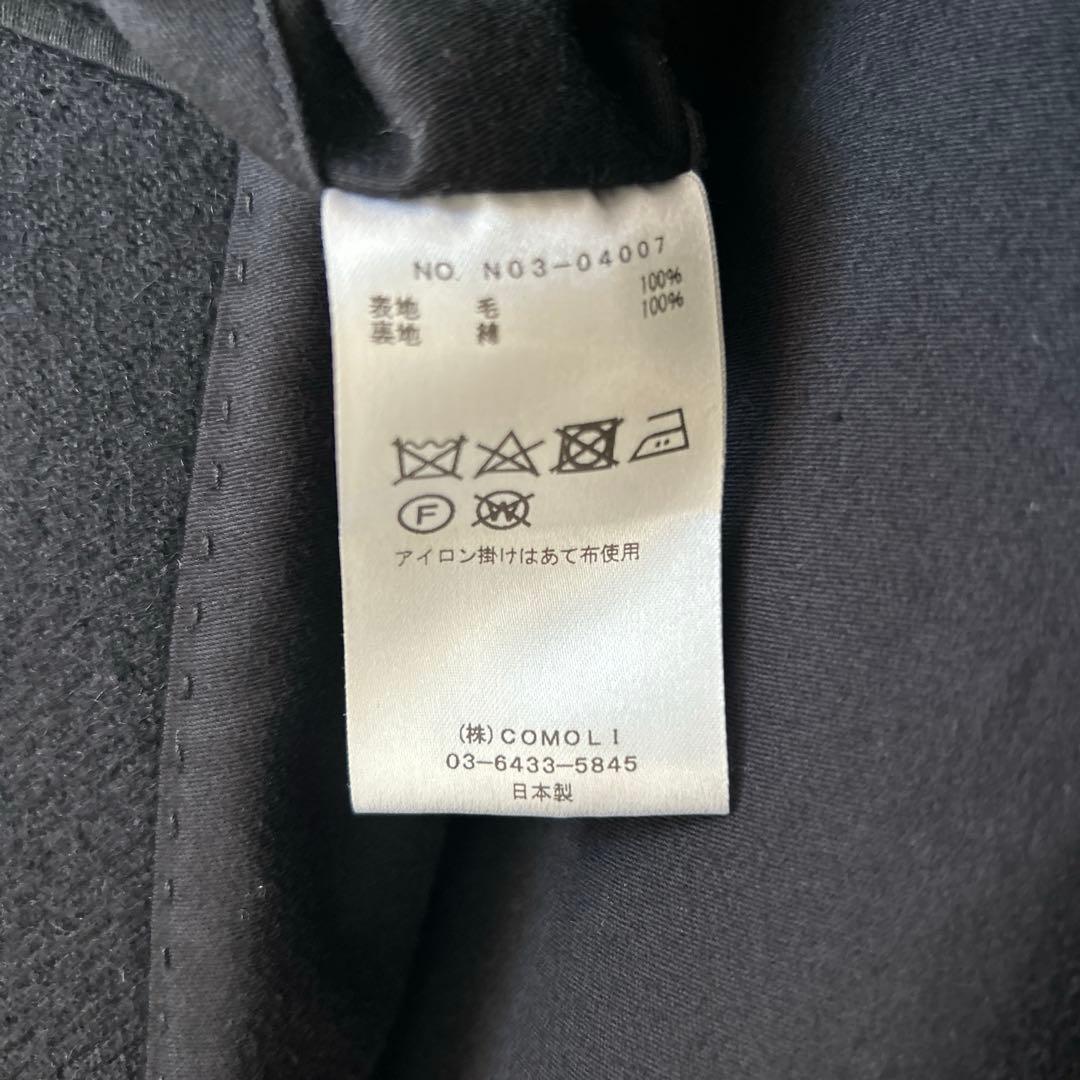 NO. N03-04007
表地 毛 100%
裏地 綿 100%
F
W
アイロン掛けはあて布使用
(株)COMOLI
03-6433-5845
日本製